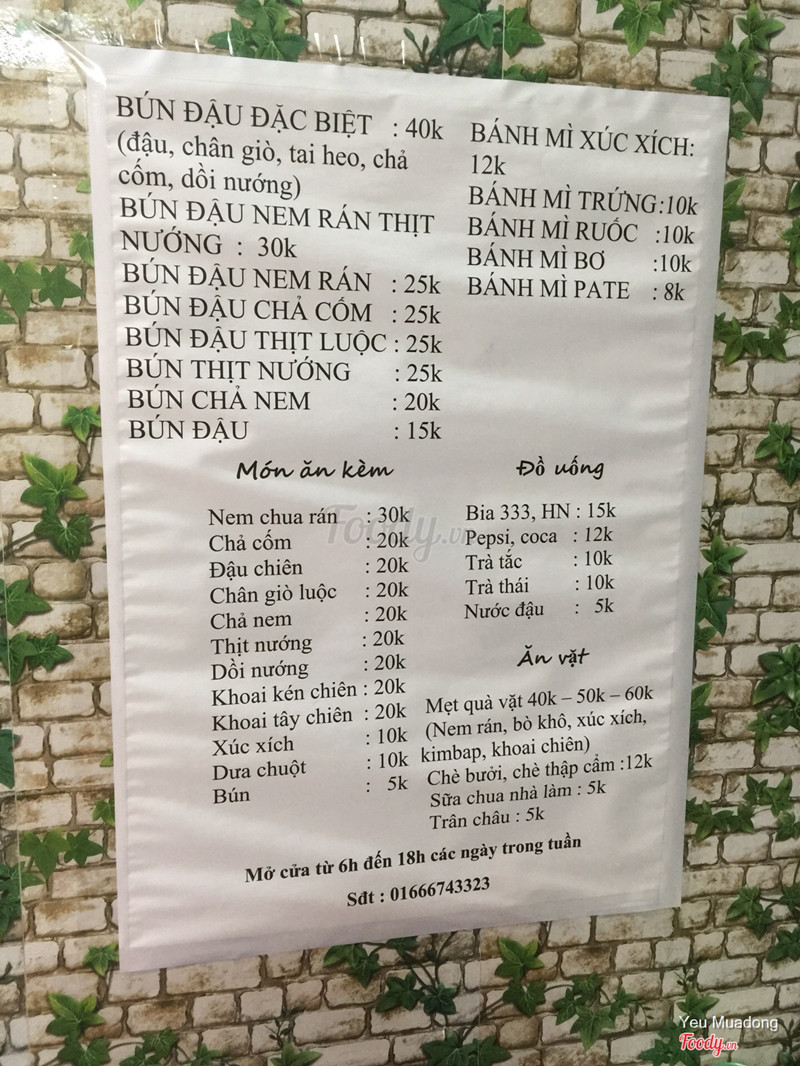 BÚN ĐẬU ĐẶC BIỆT : 40k
(đậu, chân giò, tai heo, chả
cốm, dồi nướng)
BÚN ĐẬU NEM RÁN THỊT
NƯỚNG : 30k
BÚN ĐẬU NEM RÁN : 25k
BÚN ĐẬU CHẢ CỐM : 25k
BÚN ĐẬU THỊT LUỘC : 25k
BÚN THỊT NƯỚNG : 25k
BÚN CHẢ NEM : 20k
BÚN ĐẬU : 15k
BÁNH MÌ XÚC XÍCH:
12k
BÁNH MÌ TRỨNG:10k
BÁNH MÌ RUỐC :10k
BÁNH MÌ BƠ :10k
BÁNH MÌ PATE : 8k
Món ăn kèm
Nem chua rán : 30k
Chả cốm : 20k
Đậu chiên : 20k
Chân giò luộc : 20k
Chả nem : 20k
Thịt nướng : 20k
Dồi nướng : 20k
Khoai kén chiên : 20k
Khoai tây chiên : 20k
Xúc xích : 10k
Dưa chuột : 10k
Bún : 5k
Đồ uống
Bia 333, HN : 15k
Pepsi, coca : 12k
Trà tắc : 10k
Trà thái : 10k
Nước đậu : 5k
Ăn vặt
Mẹt quà vặt 40k – 50k – 60k
(Nem rán, bò khô, xúc xích,
kimbap, khoai chiên)
Chè bưởi, chè thập cẩm :12k
Sữa chua nhà làm : 5k
Trân châu : 5k
Mở cửa từ 6h đến 18h các ngày trong tuần
Sđt : 01666743323
Foody.vn
Yeu Muadong
Foody.vn